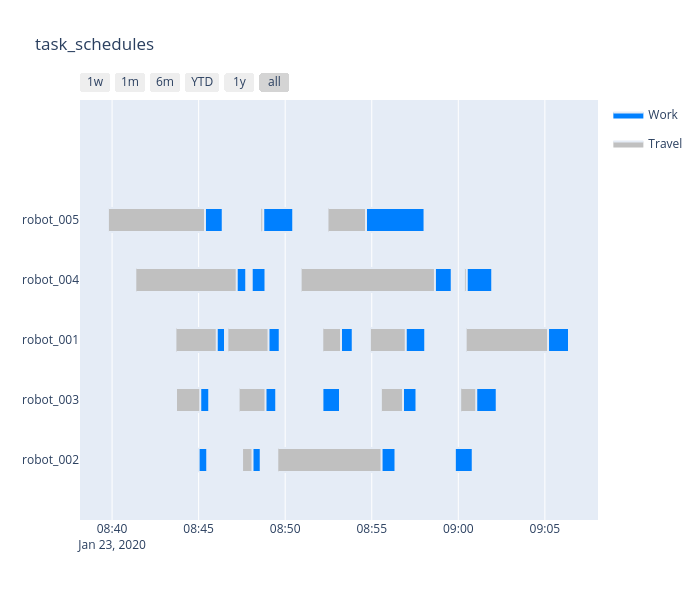 task_schedules
1w 1m 6m YTD 1y all
Work
Travel
robot_005
robot_004
robot_001
robot_003
robot_002
08:40 08:45 08:50 08:55 09:00 09:05
Jan 23, 2020